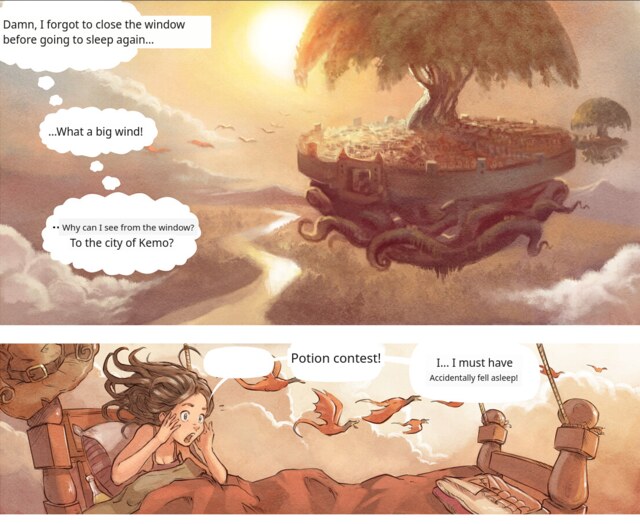 Damn, I forgot to close the window
before going to sleep again...
...What a big wind!
•• Why can I see from the window?
To the city of Kemo?
Potion contest!
I... I must have
Accidentally fell asleep!